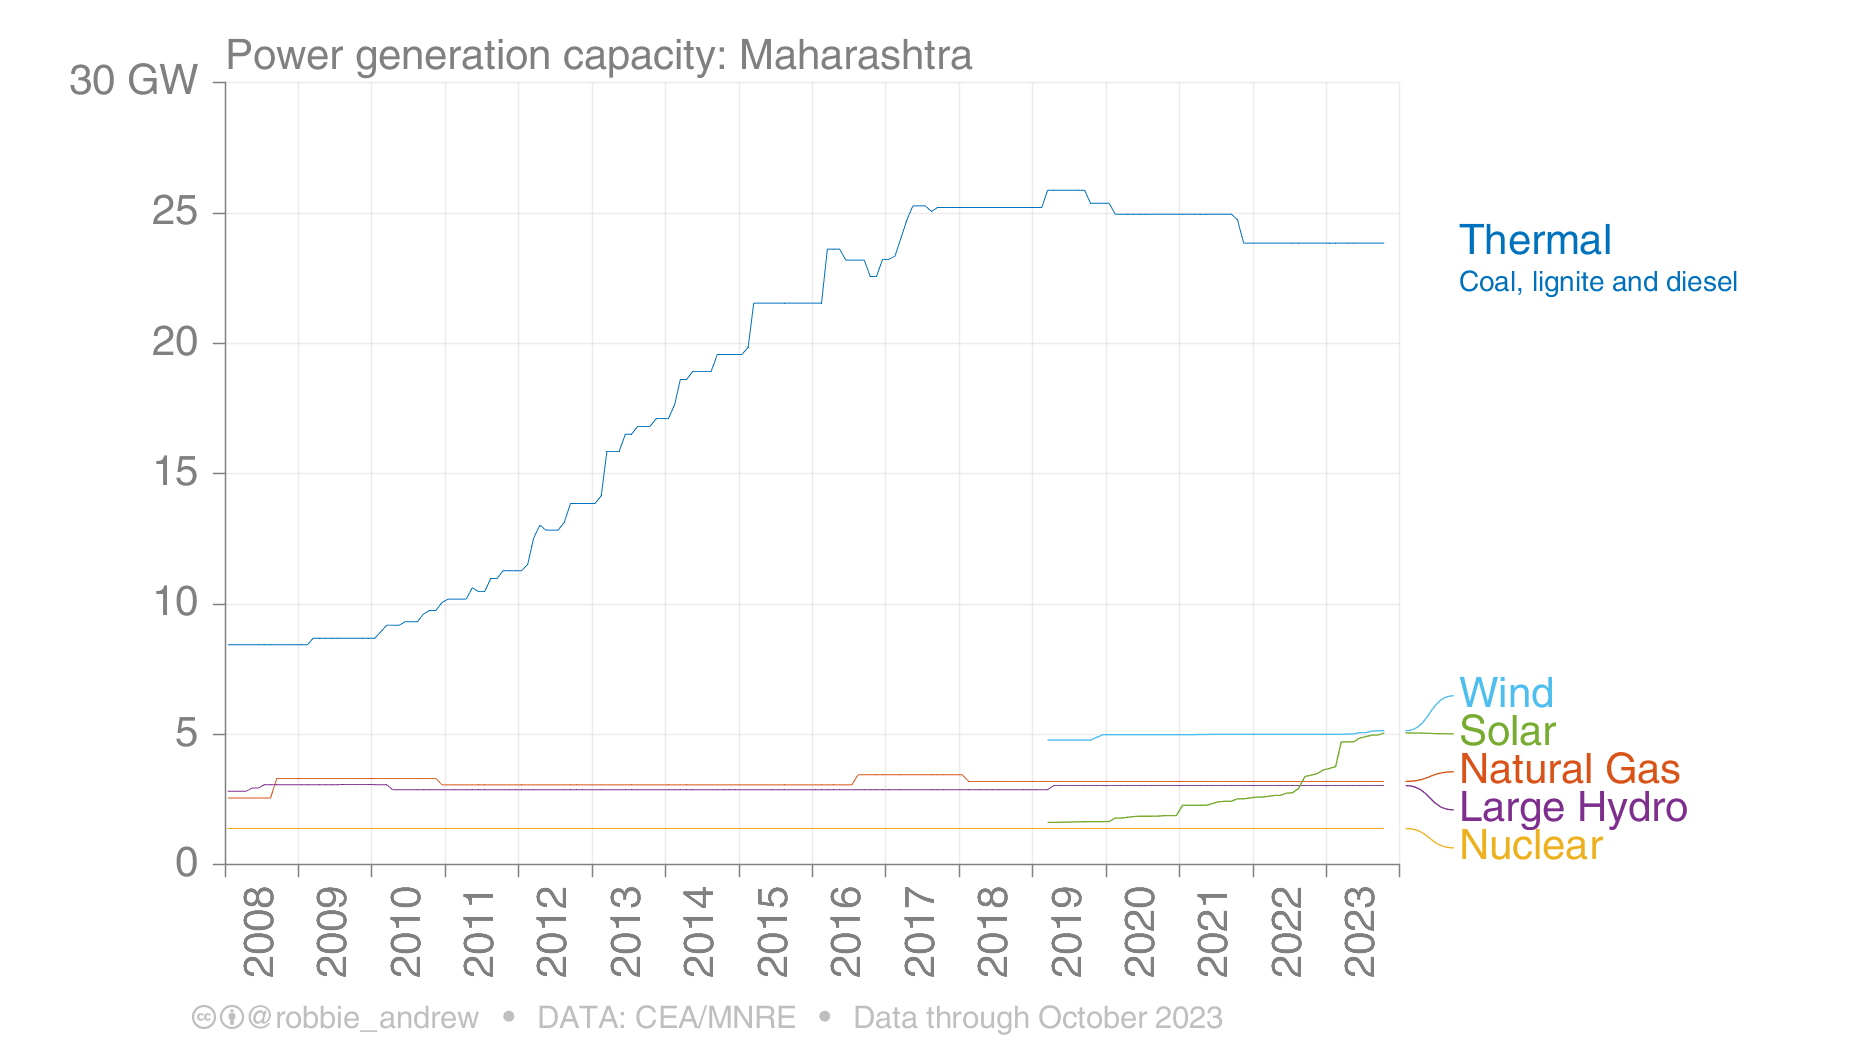 Power generation capacity: Maharashtra
30 GW
25
20
15
10
5
0
Thermal
Coal, lignite and diesel
Wind
Solar
Natural Gas
Large Hydro
Nuclear
2008 2009 2010 2011 2012 2013 2014 2015 2016 2017 2018 2019 2020 2021 2022 2023
cc @robbie_andrew • DATA: CEA/MNRE • Data through October 2023